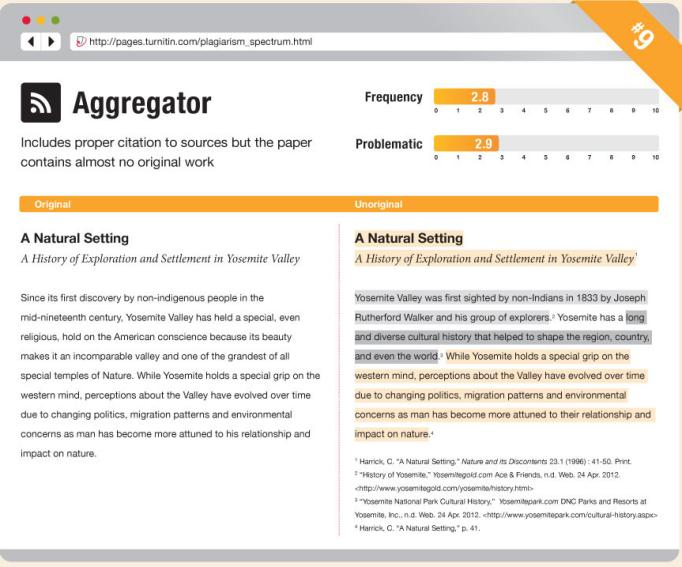 #9
http://pages.turnitin.com/plagiarism_spectrum.html
Aggregator
Includes proper citation to sources but the paper
contains almost no original work
Frequency
2.8
0 1 2 3 4 5 6 7 8 9 10
Problematic
2.9
0 1 2 3 4 5 6 7 8 9 10
Original
A Natural Setting
A History of Exploration and Settlement in Yosemite Valley
Since its first discovery by non-indigenous people in the
mid-nineteenth century, Yosemite Valley has held a special, even
religious, hold on the American conscience because its beauty
makes it an incomparable valley and one of the grandest of all
special temples of Nature. While Yosemite holds a special grip on the
western mind, perceptions about the Valley have evolved over time
due to changing politics, migration patterns and environmental
concerns as man has become more attuned to his relationship and
impact on nature.
Unoriginal
A Natural Setting
A History of Exploration and Settlement in Yosemite Valley¹
Yosemite Valley was first sighted by non-Indians in 1833 by Joseph
Rutherford Walker and his group of explorers.² Yosemite has a long
and diverse cultural history that helped to shape the region, country,
and even the world.³ While Yosemite holds a special grip on the
western mind, perceptions about the Valley have evolved over time
due to changing politics, migration patterns and environmental
concerns as man has become more attuned to their relationship and
impact on nature.⁴
¹ Harrick, C. "A Natural Setting," Nature and its Discontents 23.1 (1996) : 41-50. Print.
² "History of Yosemite," Yosemitegold.com Ace & Friends, n.d. Web. 24 Apr. 2012.
<http://www.yosemitegold.com/yosemite/history.html>
³ "Yosemite National Park Cultural History," Yosemitepark.com DNC Parks and Resorts at
Yosemite, Inc., n.d. Web. 24 Apr. 2012. <http://www.yosemitepark.com/cultural-history.aspx>
⁴ Harrick, C. "A Natural Setting," p. 41.